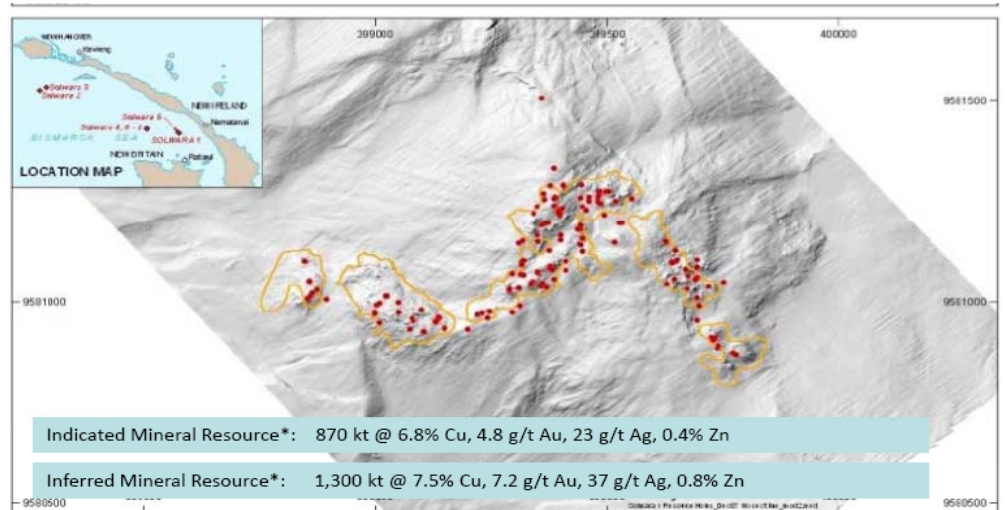 399000
399500
400000
NEW HANOVER
Kavieng
Solwara 3
Solwara 2
NEW IRELAND
Namatanai
Solwara 5
SOLWARA 1
BISMARCK SEA
NEW BRITAIN
Rabaul
LOCATION MAP
9581500
9581500
9581000
9581000
Indicated Mineral Resource*: 870 kt @ 6.8% Cu, 4.8 g/t Au, 23 g/t Ag, 0.4% Zn
Inferred Mineral Resource*: 1,300 kt @ 7.5% Cu, 7.2 g/t Au, 37 g/t Ag, 0.8% Zn
9580500
9580500